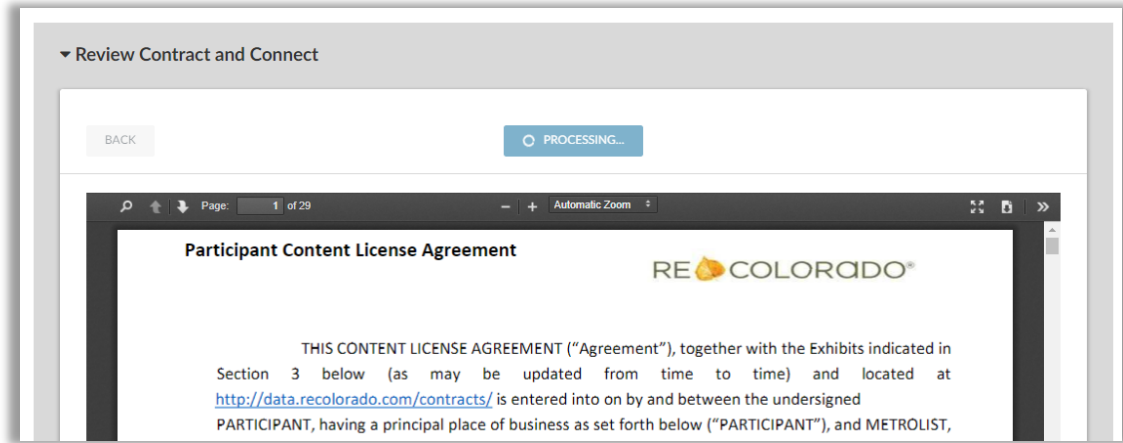 Review Contract and Connect
BACK
PROCESSING...
Page: 1 of 29
Automatic Zoom
Participant Content License Agreement
RE COLORADO®
THIS CONTENT LICENSE AGREEMENT (“Agreement”), together with the Exhibits indicated in
Section 3 below (as may be updated from time to time) and located at
http://data.recolorado.com/contracts/ is entered into on by and between the undersigned
PARTICIPANT, having a principal place of business as set forth below (“PARTICIPANT”), and METROLIST,